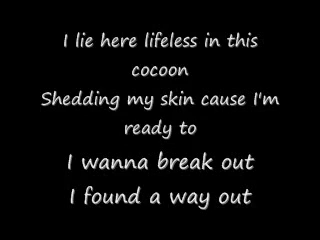 I lie here lifeless in this
cocoon
Shedding my skin cause I'm
ready to
I wanna break out
I found a way out